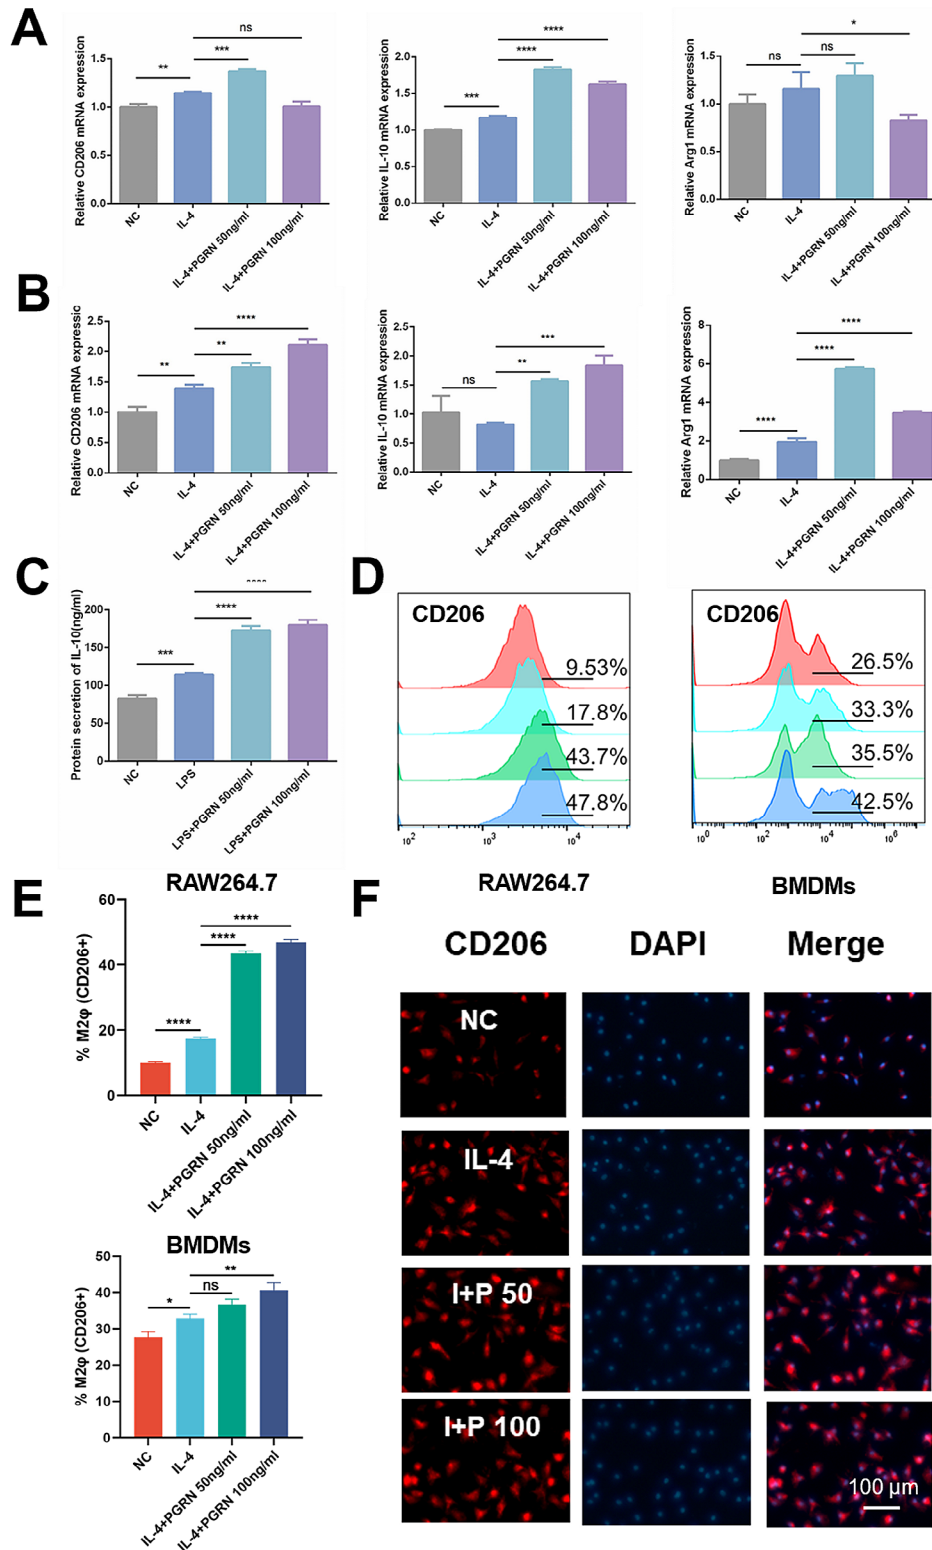 A
Relative CD206 mRNA expression
1.5
1.0
0.5
0.0
**
***
ns
NC
IL-4
IL-4+PGRN 50ng/ml
IL-4+PGRN 100ng/ml
Relative IL-10 mRNA expression
2.0
1.5
1.0
0.5
0.0
***
****
****
NC
IL-4
IL-4+PGRN 50ng/ml
IL-4+PGRN 100ng/ml
Relative Arg1 mRNA expression
1.5
1.0
0.5
0.0
ns
ns
*
NC
IL-4
IL-4+PGRN 50ng/ml
IL-4+PGRN 100ng/ml
B
Relative CD206 mRNA expressic
2.5
2.0
1.5
1.0
0.5
0.0
**
**
****
NC
IL-4
IL-4+PGRN 50ng/ml
IL-4+PGRN 100ng/ml
Relative IL-10 mRNA expression
2.5
2.0
1.5
1.0
0.5
0.0
ns
**
***
NC
IL-4
IL-4+PGRN 50ng/ml
IL-4+PGRN 100ng/ml
Relative Arg1 mRNA expression
8
6
4
2
0
****
****
****
NC
IL-4
IL-4+PGRN 50ng/ml
IL-4+PGRN 100ng/ml
C
Protein secretion of IL-10(ng/ml)
200
150
100
50
0
***
****
NC
LPS
LPS+PGRN 50ng/ml
LPS+PGRN 100ng/ml
D
CD206
9.53%
17.8%
43.7%
47.8%
10²
10³
10⁴
RAW264.7
CD206
26.5%
33.3%
35.5%
42.5%
10⁰
10²
10⁴
10⁶
BMDMs
E
RAW264.7
% M2φ (CD206+)
60
40
20
0
****
****
****
NC
IL-4
IL-4+PGRN 50ng/ml
IL-4+PGRN 100ng/ml
BMDMs
% M2φ (CD206+)
50
40
30
20
10
0
*
ns
**
NC
IL-4
IL-4+PGRN 50ng/ml
IL-4+PGRN 100ng/ml
F
CD206
DAPI
Merge
NC
IL-4
I+P 50
I+P 100
100 µm